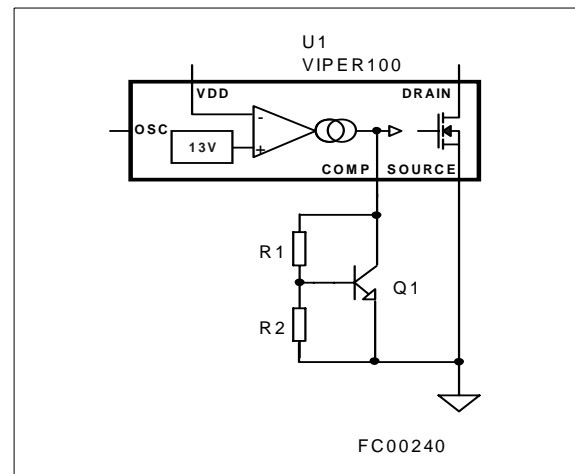 U1
VIPER100
VDD
DRAIN
OSC
-
13V
+
COMP SOURCE
R1
Q1
R2
FC00240